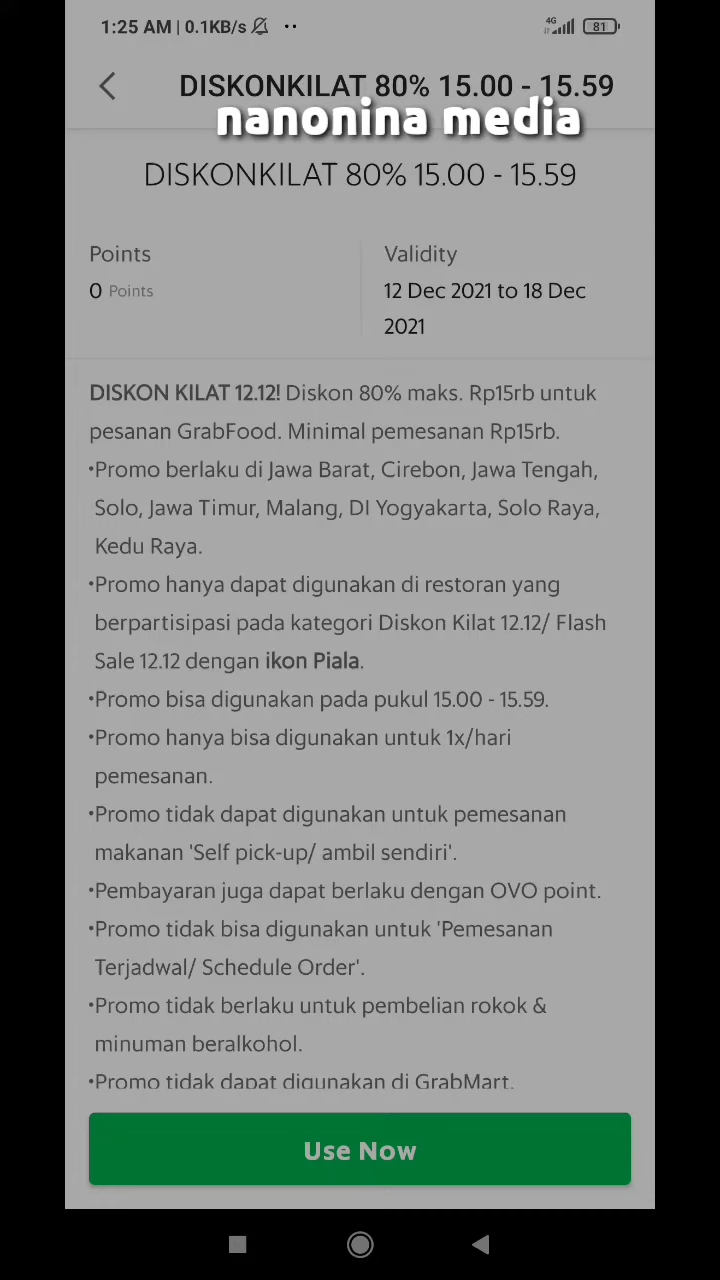 1:25 AM | 0.1KB/s
4G 81
DISKONKILAT 80% 15.00 - 15.59
nanonina media
DISKONKILAT 80% 15.00 - 15.59
Points
0 Points
Validity
12 Dec 2021 to 18 Dec
2021
DISKON KILAT 12.12! Diskon 80% maks. Rp15rb untuk
pesanan GrabFood. Minimal pemesanan Rp15rb.
•Promo berlaku di Jawa Barat, Cirebon, Jawa Tengah,
Solo, Jawa Timur, Malang, DI Yogyakarta, Solo Raya,
Kedu Raya.
•Promo hanya dapat digunakan di restoran yang
berpartisipasi pada kategori Diskon Kilat 12.12/ Flash
Sale 12.12 dengan ikon Piala.
•Promo bisa digunakan pada pukul 15.00 - 15.59.
•Promo hanya bisa digunakan untuk 1x/hari
pemesanan.
•Promo tidak dapat digunakan untuk pemesanan
makanan 'Self pick-up/ ambil sendiri'.
•Pembayaran juga dapat berlaku dengan OVO point.
•Promo tidak bisa digunakan untuk 'Pemesanan
Terjadwal/ Schedule Order'.
•Promo tidak berlaku untuk pembelian rokok &
minuman beralkohol.
•Promo tidak dapat digunakan di GrabMart.
Use Now